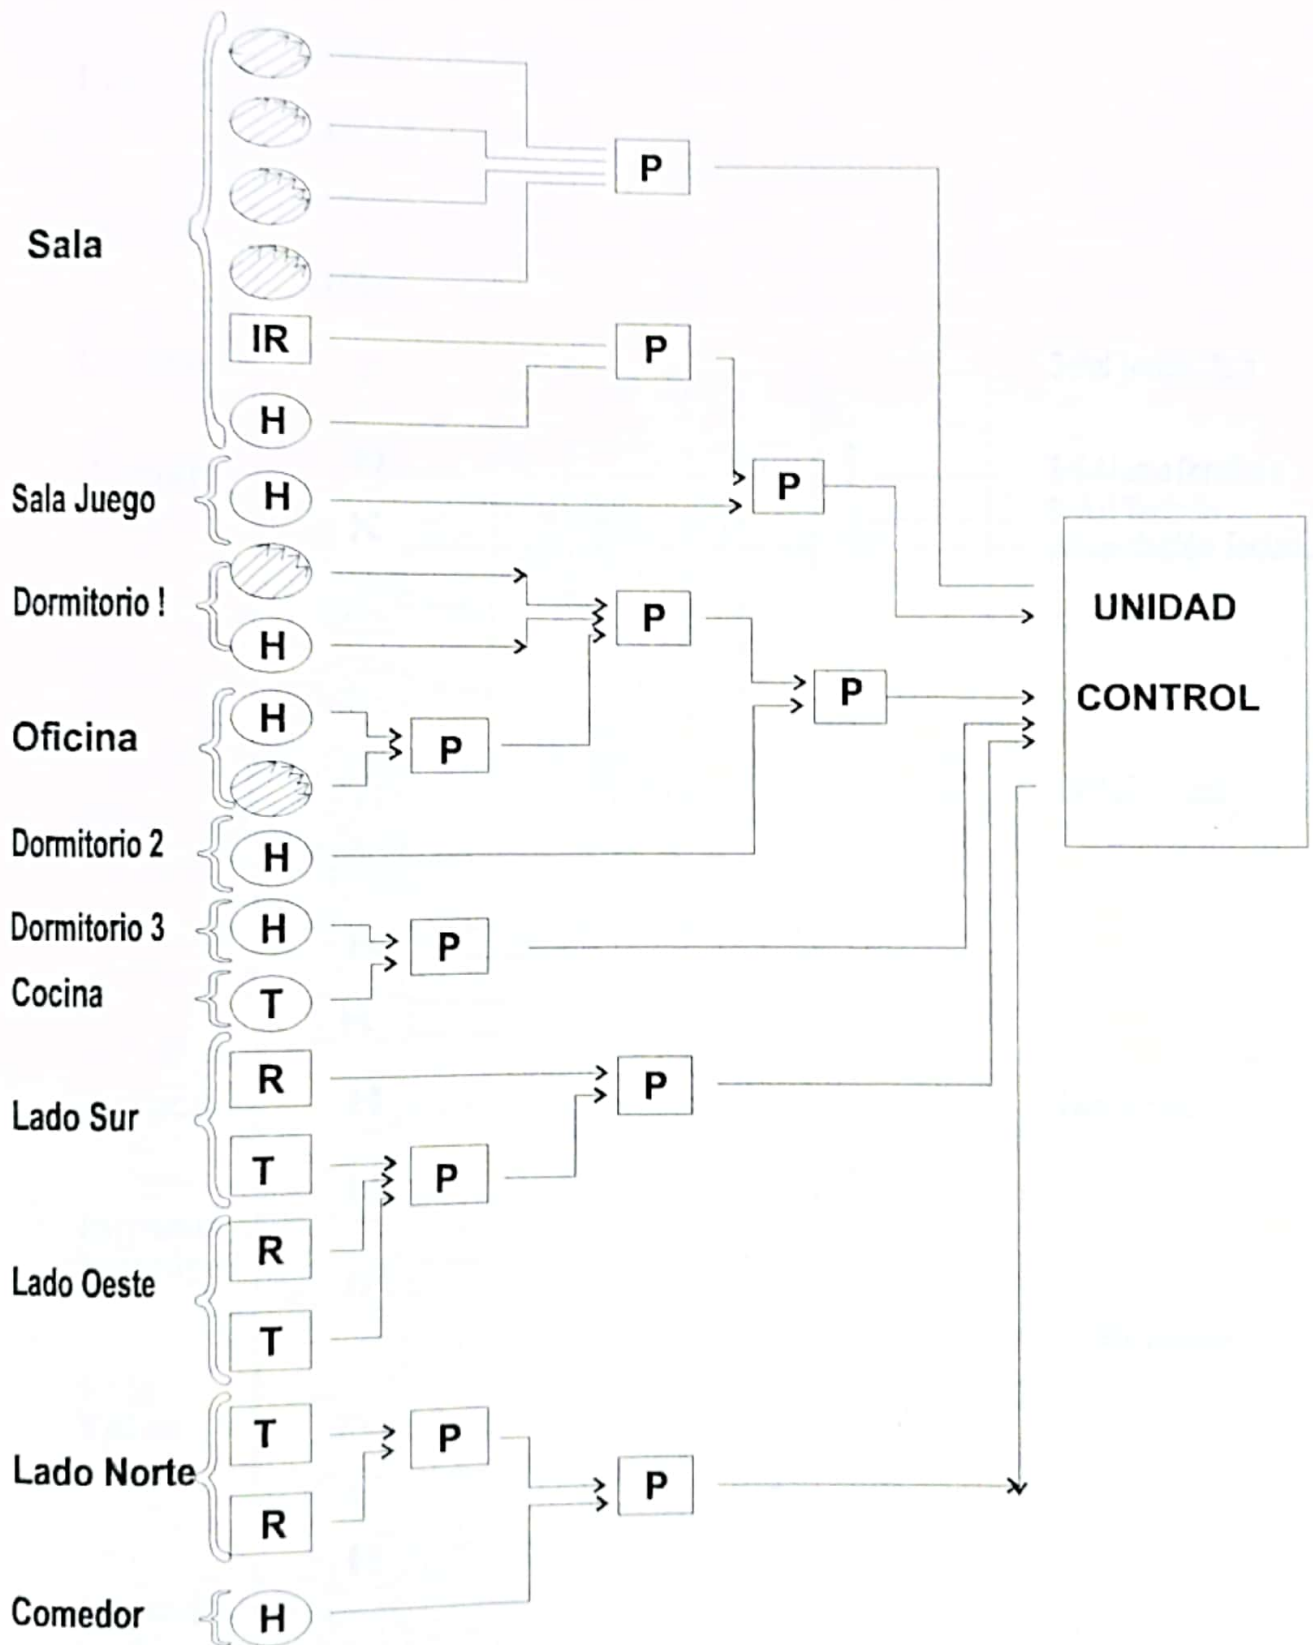 Sala
IR
H
P
P
Sala Juego
H
P
Dormitorio !
H
P
P
Oficina
H
P
Dormitorio 2
H
Dormitorio 3
H
P
Cocina
T
Lado Sur
R
T
P
P
Lado Oeste
R
T
Lado Norte
T
R
P
P
Comedor
H
UNIDAD
CONTROL